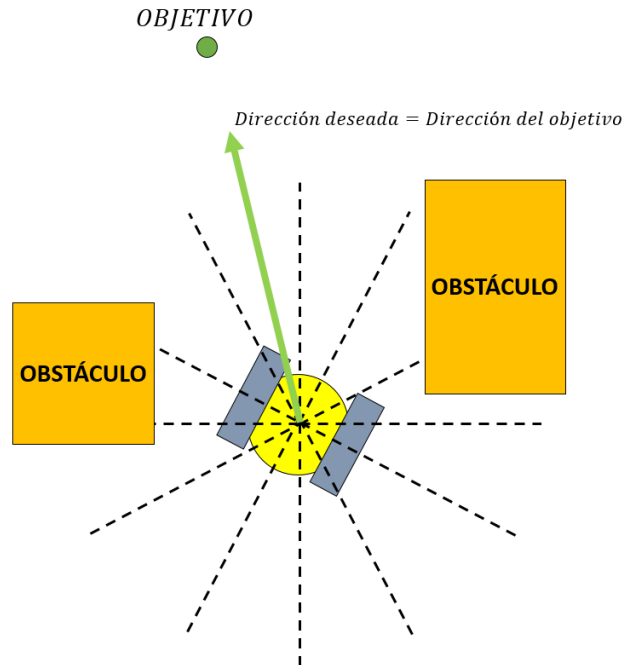 OBJETIVO
Dirección deseada = Dirección del objetivo
OBSTÁCULO
OBSTÁCULO